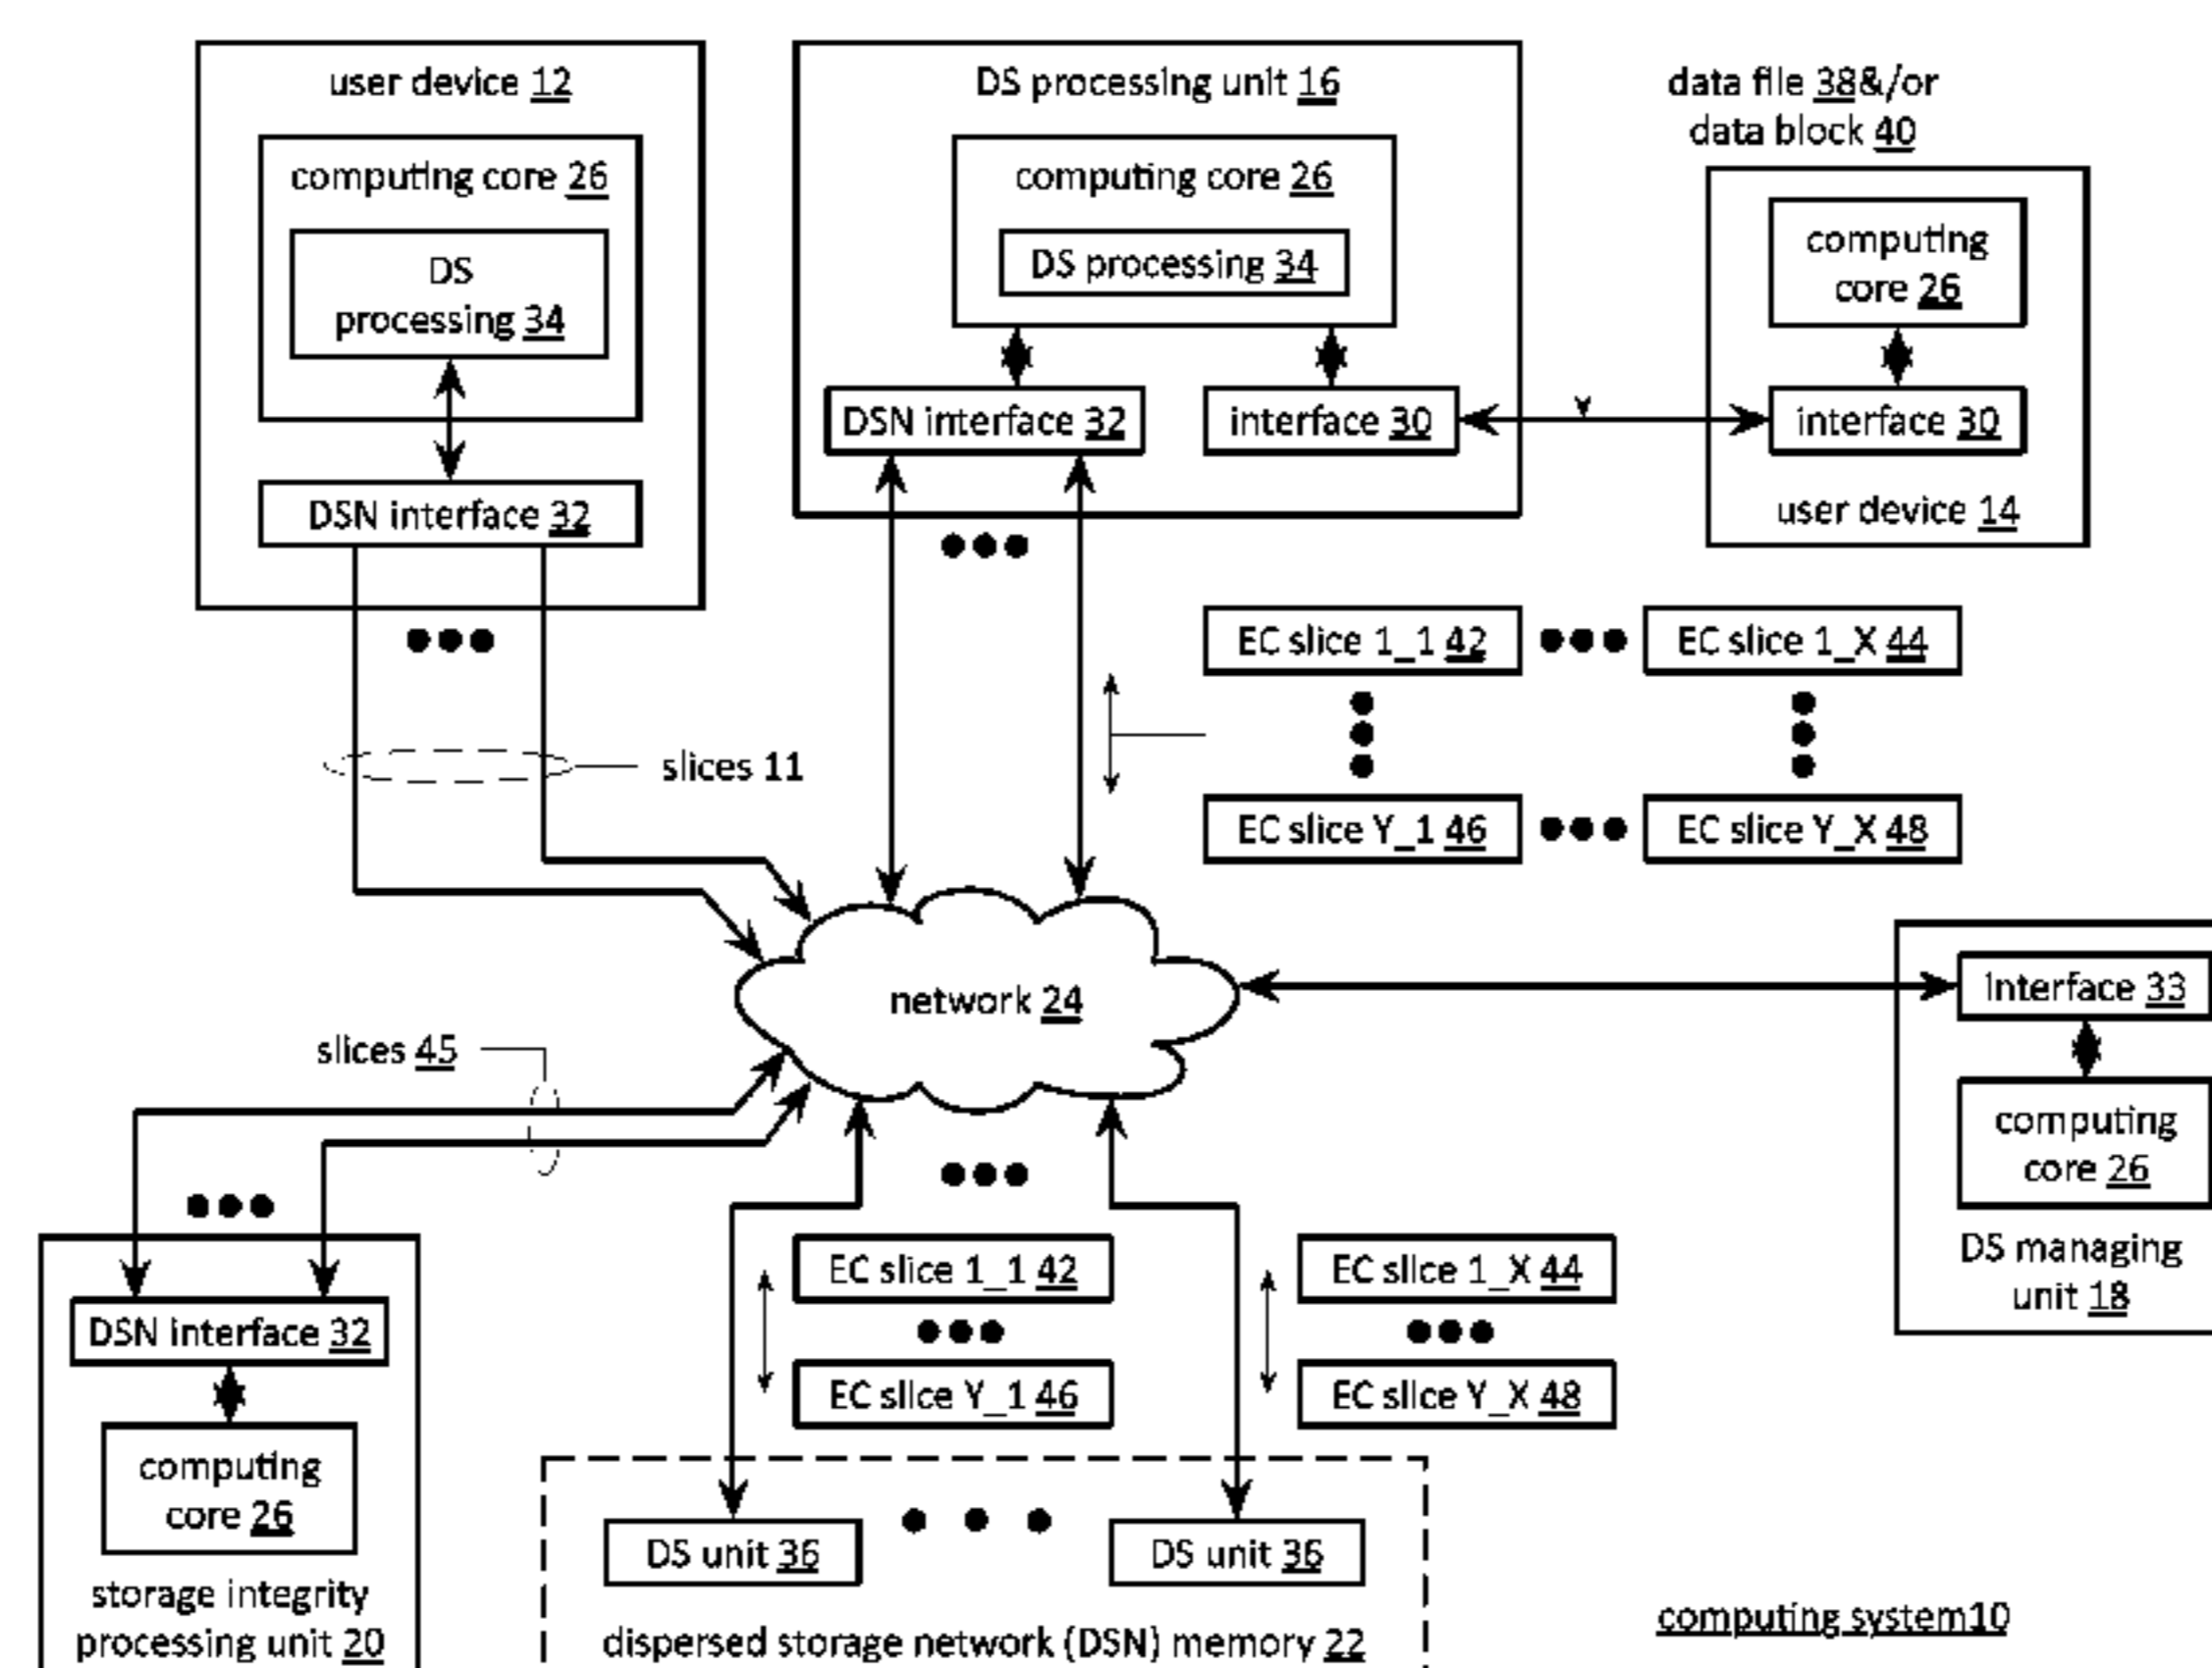 user device 12
computing core 26
DS
processing 34
DSN interface 32
DS processing unit 16
computing core 26
DS processing 34
DSN interface 32
interface 30
data file 38&/or
data block 40
computing
core 26
interface 30
user device 14
EC slice 1_1 42
EC slice 1_X 44
slices 11
EC slice Y_1 46
EC slice Y_X 48
network 24
interface 33
computing
core 26
DS managing
unit 18
slices 45
EC slice 1_1 42
EC slice 1_X 44
EC slice Y_1 46
EC slice Y_X 48
DSN interface 32
computing
core 26
storage integrity
processing unit 20
DS unit 36
DS unit 36
dispersed storage network (DSN) memory 22
computing system10